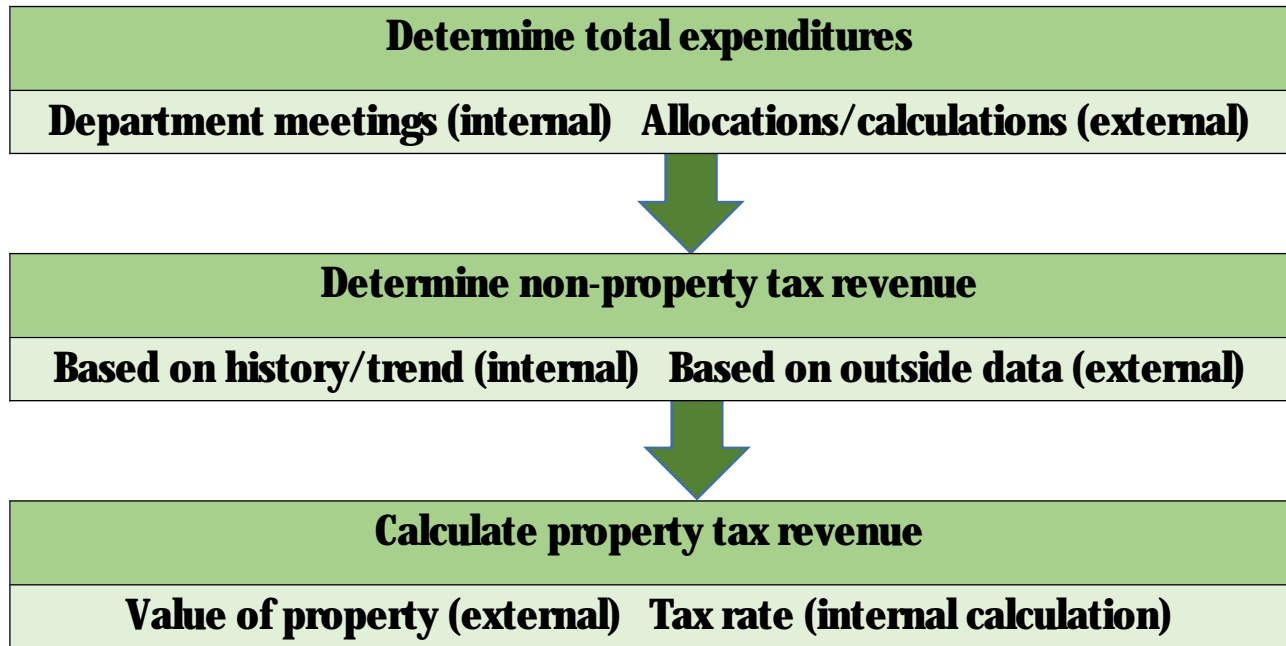 Determine total expenditures
Department meetings (internal) Allocations/calculations (external)
Determine non-property tax revenue
Based on history/trend (internal) Based on outside data (external)
Calculate property tax revenue
Value of property (external) Tax rate (internal calculation)